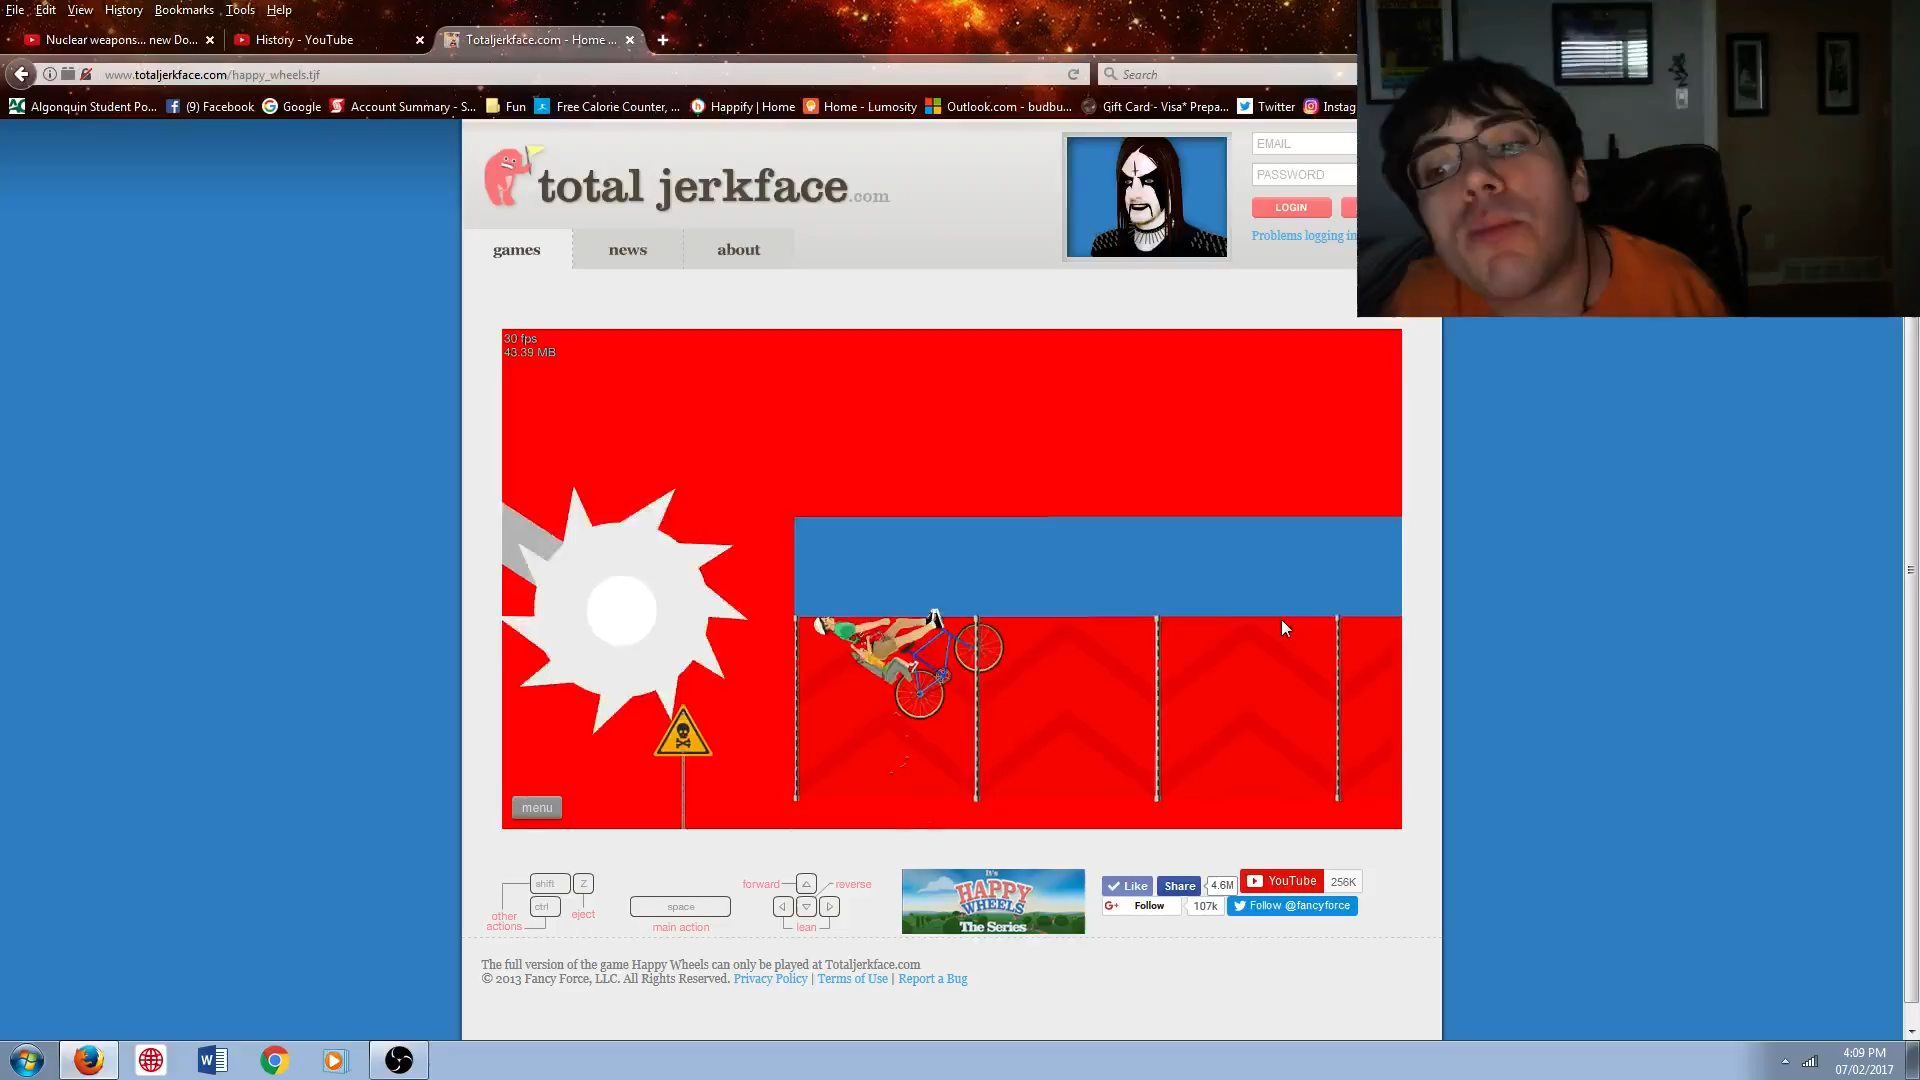 File Edit View History Bookmarks Tools Help
Nuclear weapons... new Do... × History - YouTube × Totaljerkface.com - Home ... × +
www.totaljerkface.com/happy_wheels.tjf Search
Algonquin Student Po... (9) Facebook Google Account Summary - S... Fun Free Calorie Counter, ... Happify | Home Home - Lumosity Outlook.com - budbu... Gift Card - Visa* Prepa... Twitter Instag
total jerkface.com
EMAIL
PASSWORD
LOGIN
Problems logging in
games news about
30 fps
43.39 MB
menu
shift Z
ctrl
other actions
eject
space
main action
forward
reverse
lean
It's
HAPPY
WHEELS
The Series
Like Share 4.6M YouTube 256K
G+ Follow 107k Follow @fancyforce
The full version of the game Happy Wheels can only be played at Totaljerkface.com
© 2013 Fancy Force, LLC. All Rights Reserved. Privacy Policy | Terms of Use | Report a Bug
4:09 PM
07/02/2017